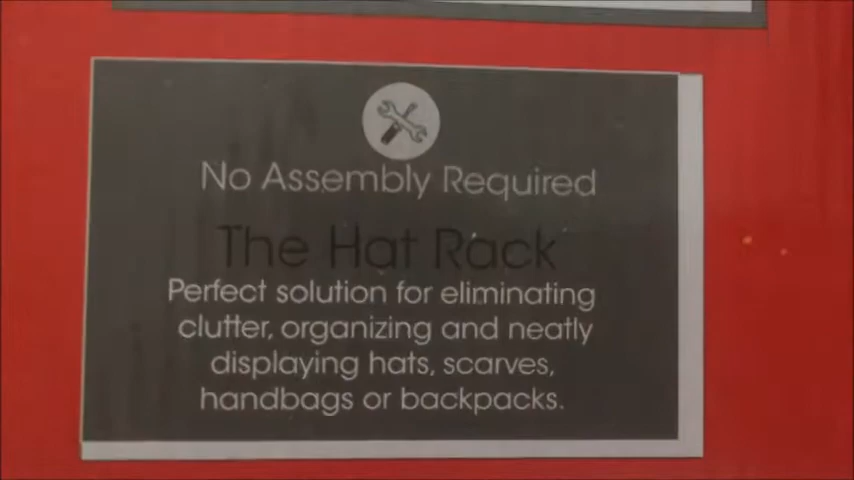 No Assembly Required
The Hat Rack
Perfect solution for eliminating
clutter, organizing and neatly
displaying hats, scarves,
handbags or backpacks.